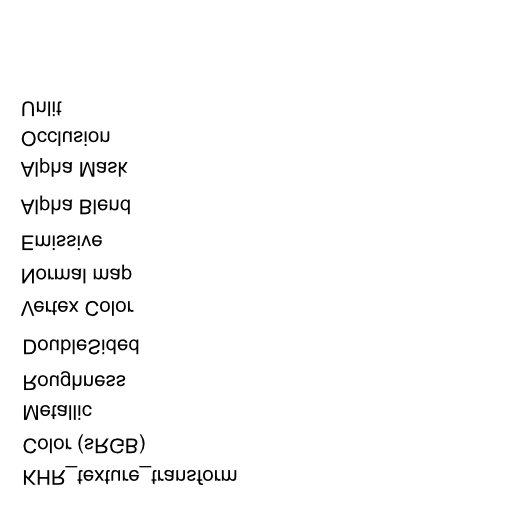 Unlit
Occlusion
Alpha Mask
Alpha Blend
Emissive
Normal map
Vertex Color
DoubleSided
Roughness
Metallic
Color (sRGB)
KHR_texture_transform